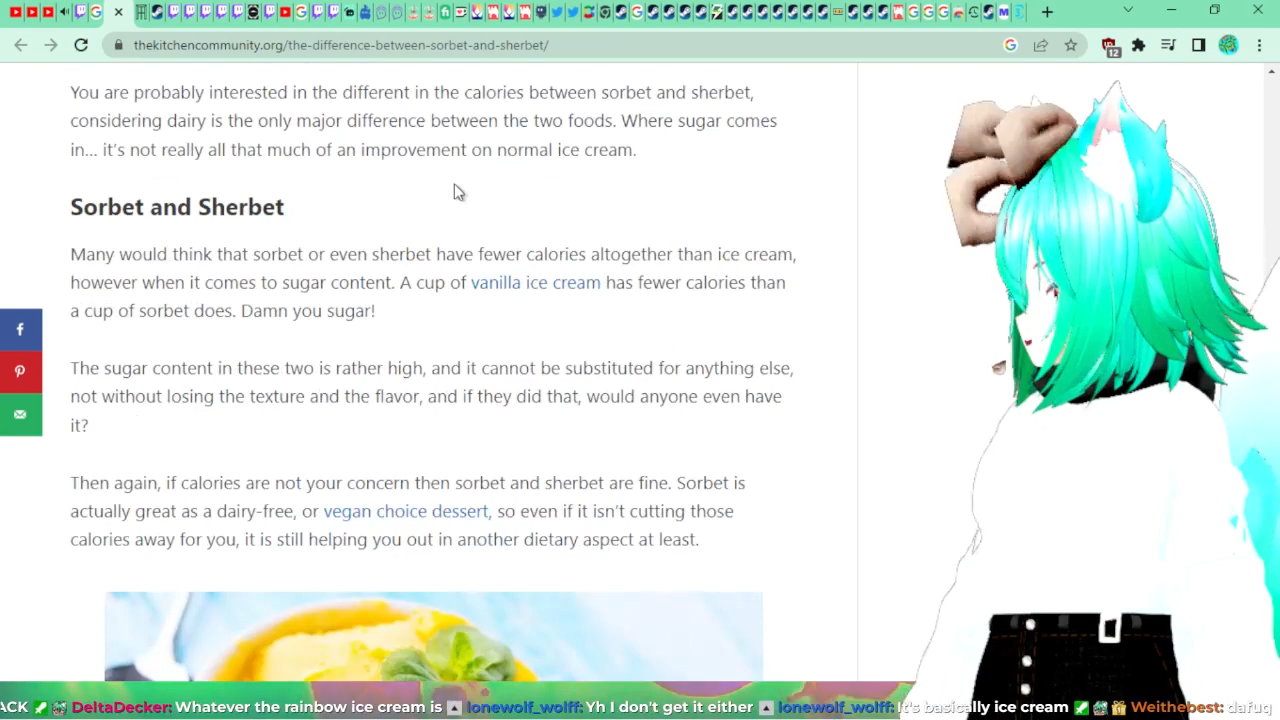 thekitchencommunity.org/the-difference-between-sorbet-and-sherbet/
12
You are probably interested in the different in the calories between sorbet and sherbet,
considering dairy is the only major difference between the two foods. Where sugar comes
in... it's not really all that much of an improvement on normal ice cream.
Sorbet and Sherbet
Many would think that sorbet or even sherbet have fewer calories altogether than ice cream,
however when it comes to sugar content. A cup of vanilla ice cream has fewer calories than
a cup of sorbet does. Damn you sugar!
The sugar content in these two is rather high, and it cannot be substituted for anything else,
not without losing the texture and the flavor, and if they did that, would anyone even have
it?
Then again, if calories are not your concern then sorbet and sherbet are fine. Sorbet is
actually great as a dairy-free, or vegan choice dessert, so even if it isn't cutting those
calories away for you, it is still helping you out in another dietary aspect at least.
ACK DeltaDecker: Whatever the rainbow ice cream is lonewolf_wolff: Yh I don't get it either lonewolf_wolff: It's basically ice cream Weithebest: dafuq